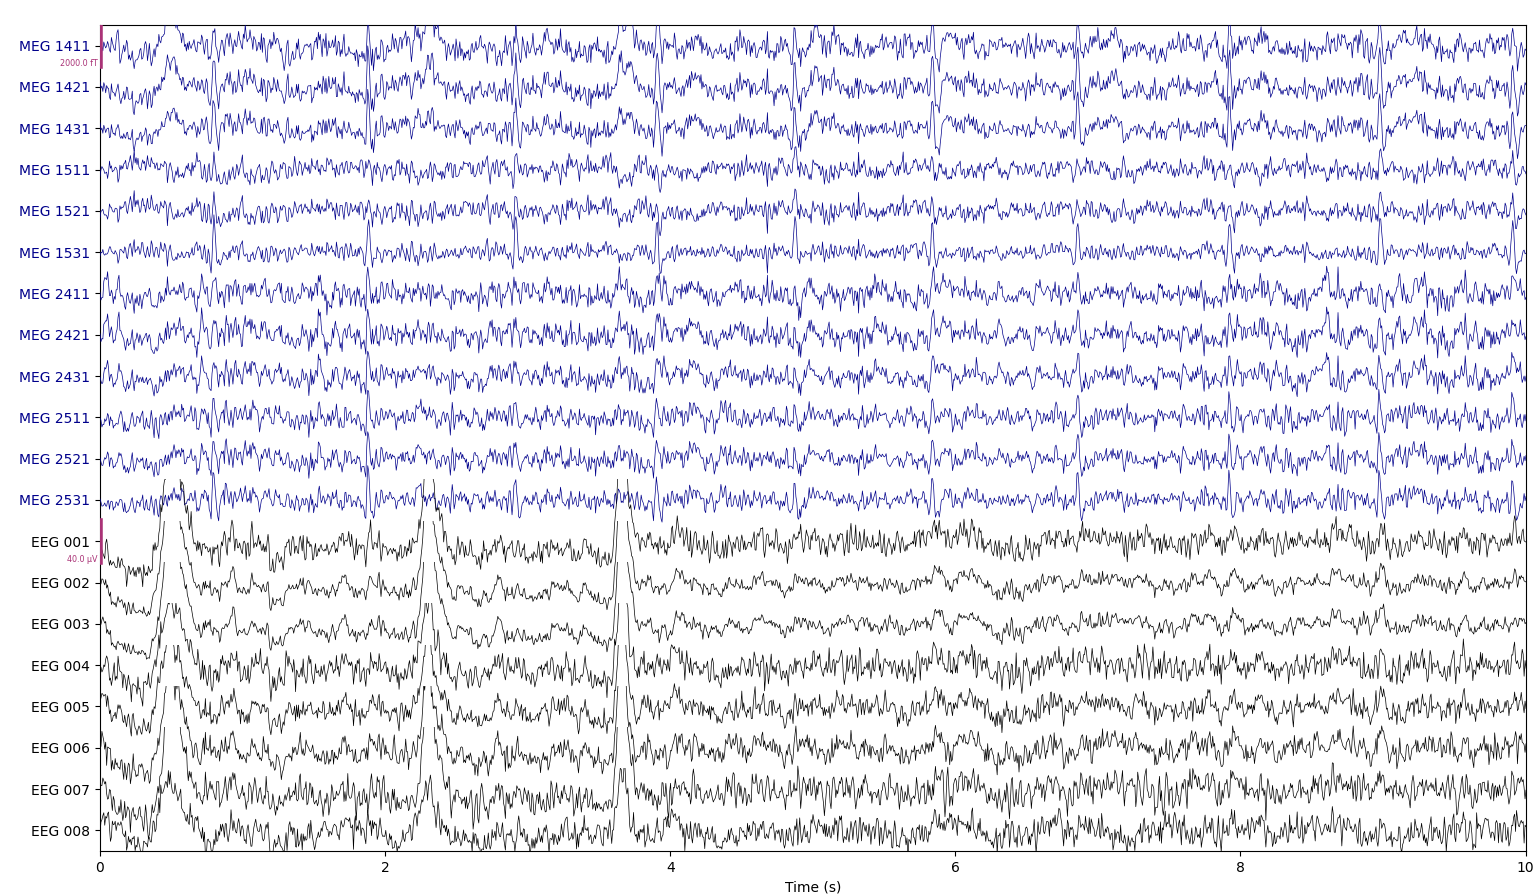 MEG 1411
2000.0 fT
MEG 1421
MEG 1431
MEG 1511
MEG 1521
MEG 1531
MEG 2411
MEG 2421
MEG 2431
MEG 2511
MEG 2521
MEG 2531
EEG 001
40.0 µV
EEG 002
EEG 003
EEG 004
EEG 005
EEG 006
EEG 007
EEG 008
0 2 4 6 8 10
Time (s)